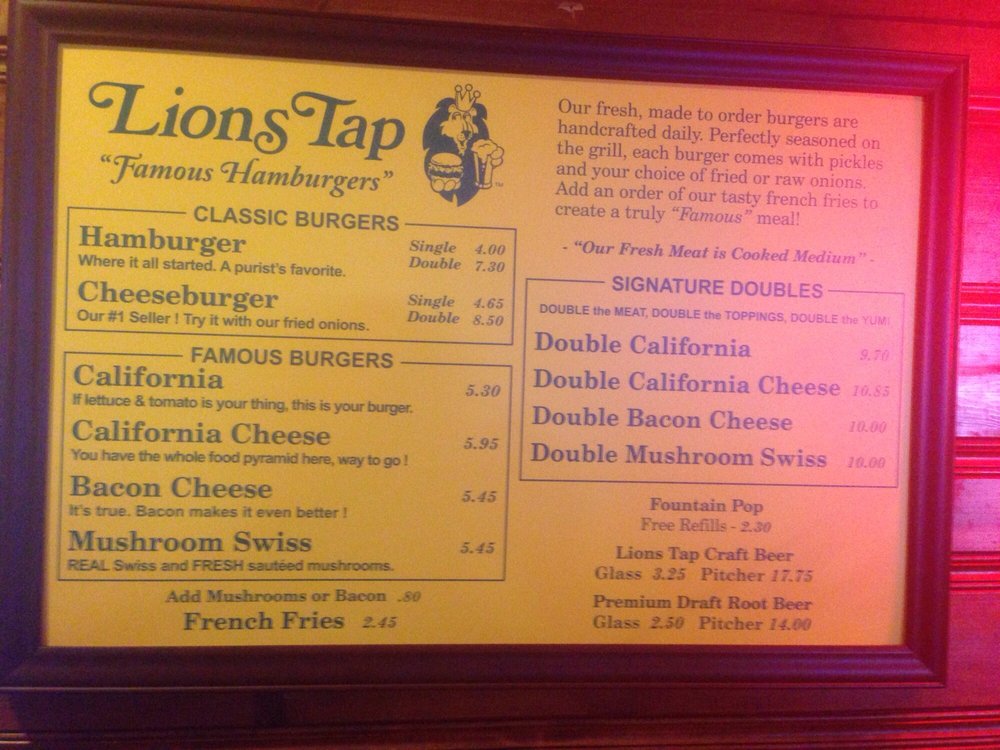 Lions Tap
"Famous Hamburgers"
CLASSIC BURGERS
Hamburger Single 4.00
Where it all started. A purist's favorite. Double 7.30
Cheeseburger Single 4.65
Our #1 Seller ! Try it with our fried onions. Double 8.50
FAMOUS BURGERS
California 5.30
If lettuce & tomato is your thing, this is your burger.
California Cheese 5.95
You have the whole food pyramid here, way to go !
Bacon Cheese 5.45
It's true. Bacon makes it even better !
Mushroom Swiss 5.45
REAL Swiss and FRESH sautéed mushrooms.
Add Mushrooms or Bacon .80
French Fries 2.45
Our fresh, made to order burgers are
handcrafted daily. Perfectly seasoned on
the grill, each burger comes with pickles
and your choice of fried or raw onions.
Add an order of our tasty french fries to
create a truly "Famous" meal!
- "Our Fresh Meat is Cooked Medium" -
SIGNATURE DOUBLES
DOUBLE the MEAT, DOUBLE the TOPPINGS, DOUBLE the YUM!
Double California 9.70
Double California Cheese 10.85
Double Bacon Cheese 10.00
Double Mushroom Swiss 10.00
Fountain Pop
Free Refills - 2.30
Lions Tap Craft Beer
Glass 3.25 Pitcher 17.75
Premium Draft Root Beer
Glass 2.50 Pitcher 14.00